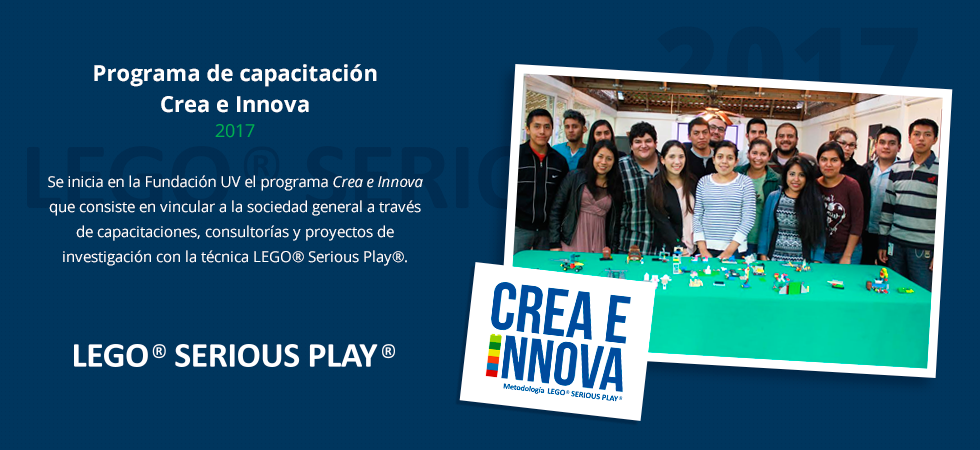 Programa de capacitación
Crea e Innova
2017
Se inicia en la Fundación UV el programa Crea e Innova
que consiste en vincular a la sociedad general a través
de capacitaciones, consultorías y proyectos de
investigación con la técnica LEGO® Serious Play®.
LEGO® SERIOUS PLAY®
2017
CREA E
INNOVA
Metodología LEGO® SERIOUS PLAY®